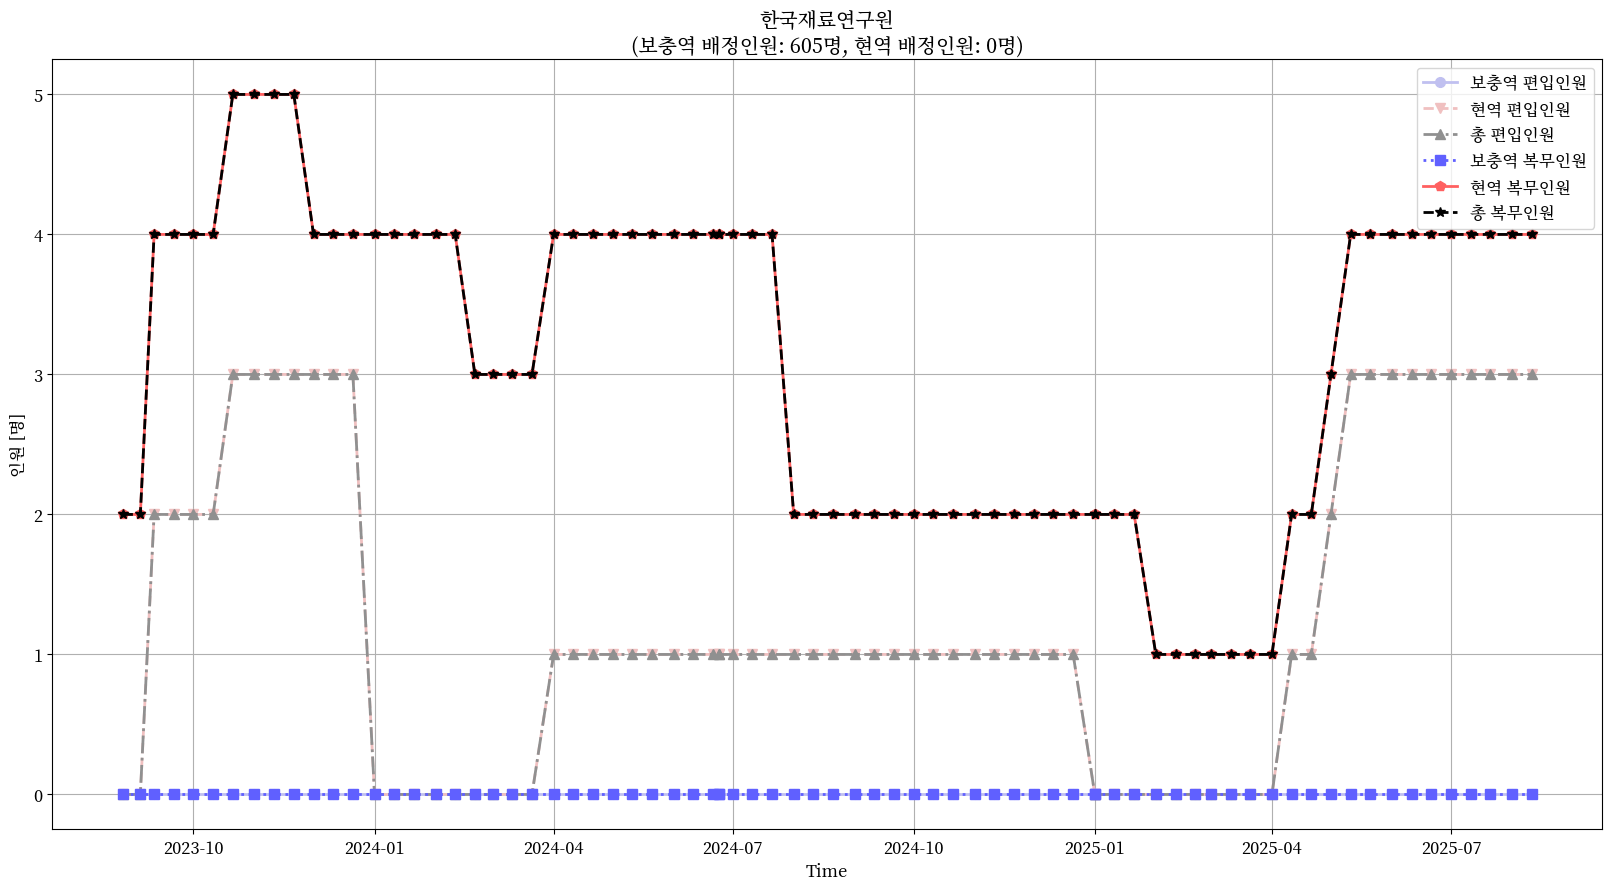 한국재료연구원
(보충역 배정인원: 605명, 현역 배정인원: 0명)
보충역 편입인원
현역 편입인원
총 편입인원
보충역 복무인원
현역 복무인원
총 복무인원
인원 [명]
5
4
3
2
1
0
2023-10 2024-01 2024-04 2024-07 2024-10 2025-01 2025-04 2025-07
Time